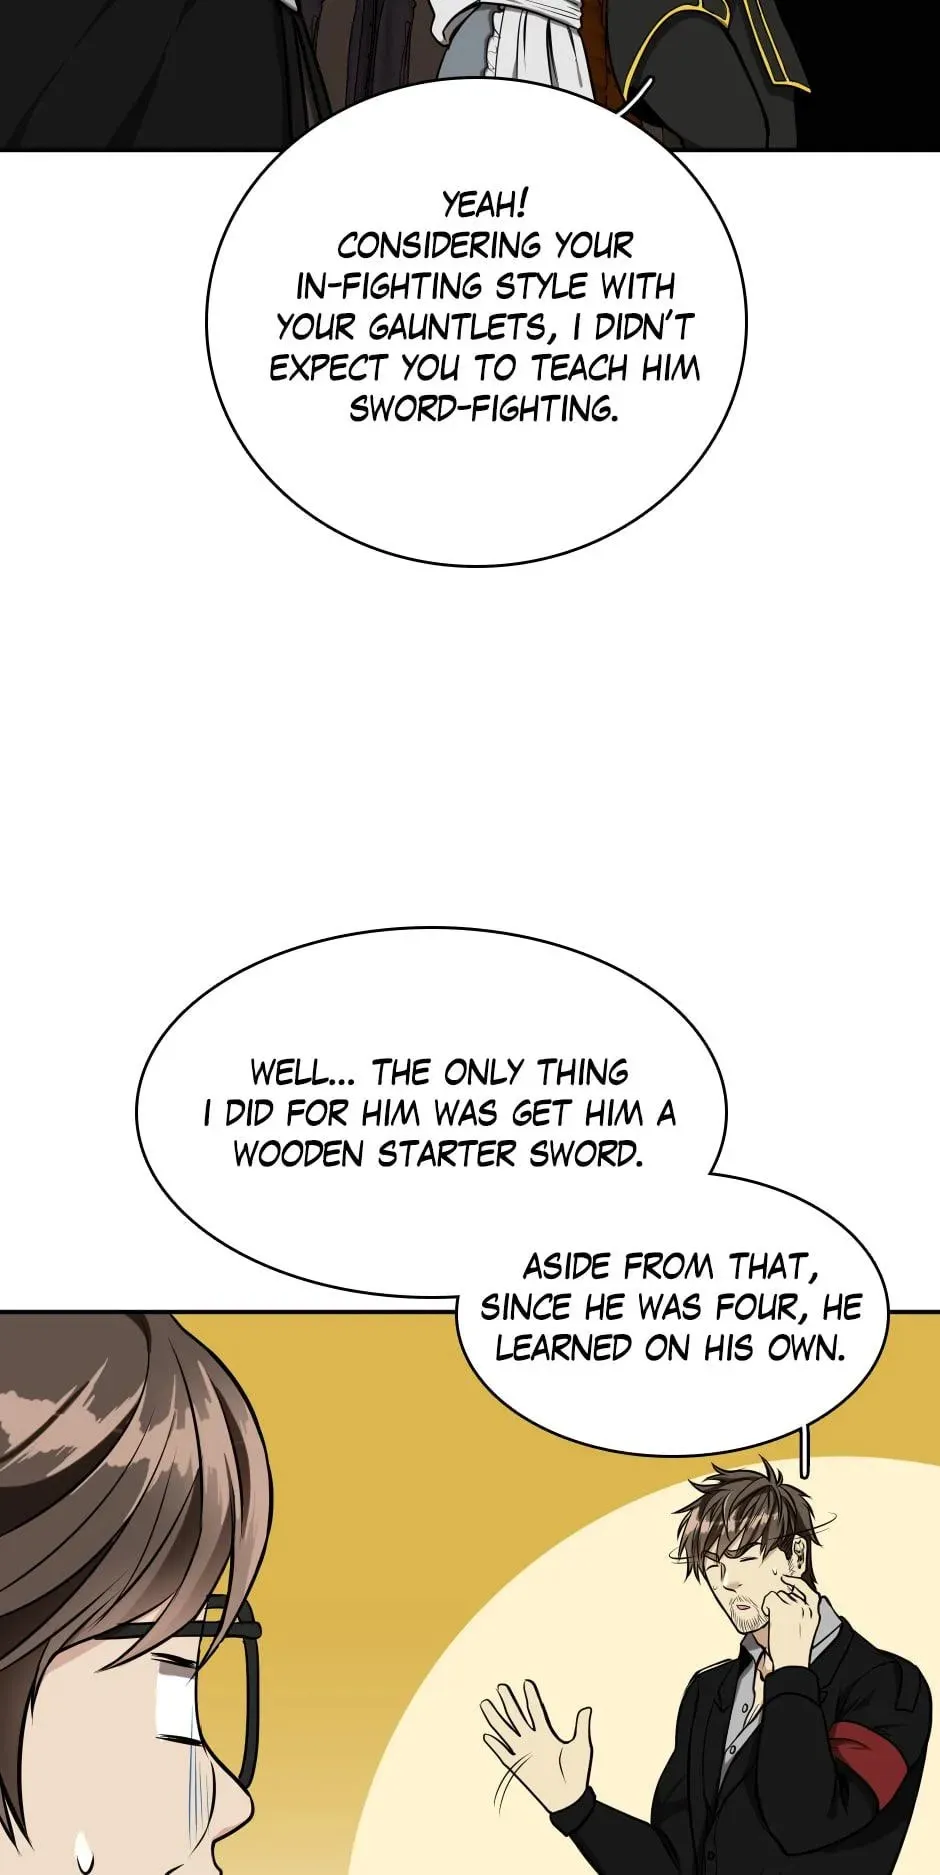 YEAH!
CONSIDERING YOUR
IN-FIGHTING STYLE WITH
YOUR GAUNTLETS, I DIDN'T
EXPECT YOU TO TEACH HIM
SWORD-FIGHTING.
WELL... THE ONLY THING
I DID FOR HIM WAS GET HIM A
WOODEN STARTER SWORD.
ASIDE FROM THAT,
SINCE HE WAS FOUR, HE
LEARNED ON HIS OWN.